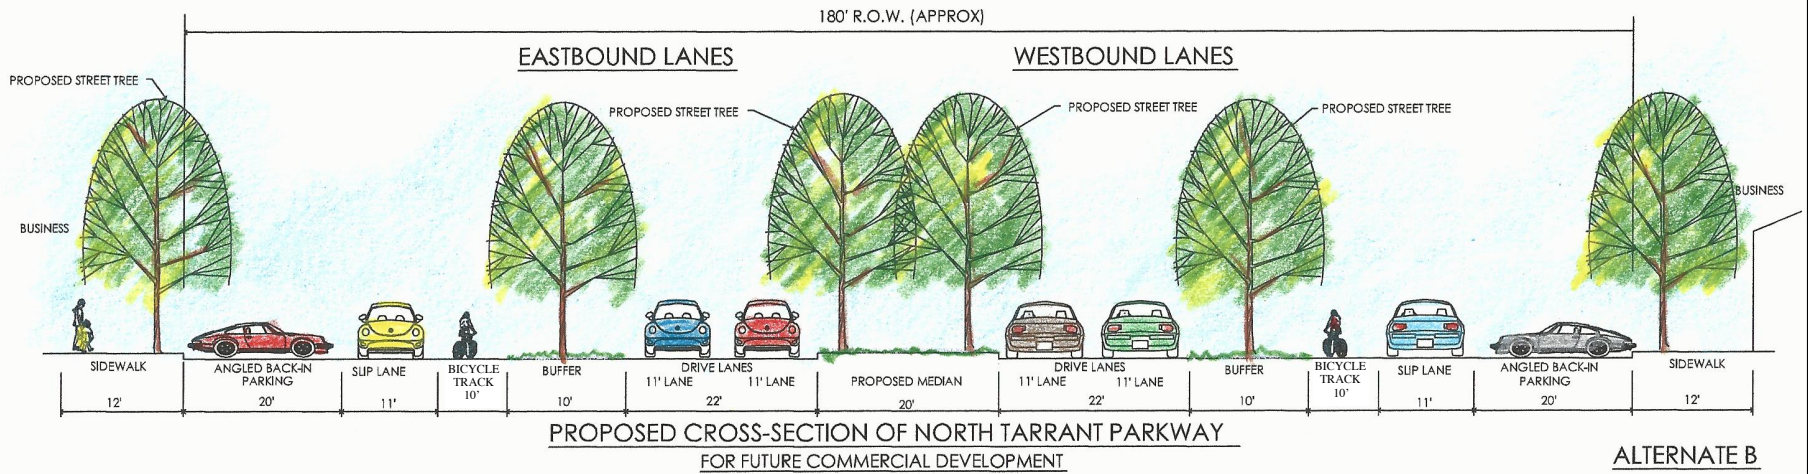 180' R.O.W. (APPROX)
EASTBOUND LANES
WESTBOUND LANES
PROPOSED STREET TREE
PROPOSED STREET TREE
PROPOSED STREET TREE
PROPOSED STREET TREE
BUSINESS
BUSINESS
SIDEWALK
12'
ANGLED BACK-IN
PARKING
20'
SLIP LANE
11'
BICYCLE
TRACK
10'
BUFFER
10'
DRIVE LANES
11' LANE
11' LANE
22'
PROPOSED MEDIAN
20'
DRIVE LANES
11' LANE
11' LANE
22'
BUFFER
10'
BICYCLE
TRACK
10'
SLIP LANE
11'
ANGLED BACK-IN
PARKING
20'
SIDEWALK
12'
PROPOSED CROSS-SECTION OF NORTH TARRANT PARKWAY
FOR FUTURE COMMERCIAL DEVELOPMENT
ALTERNATE B